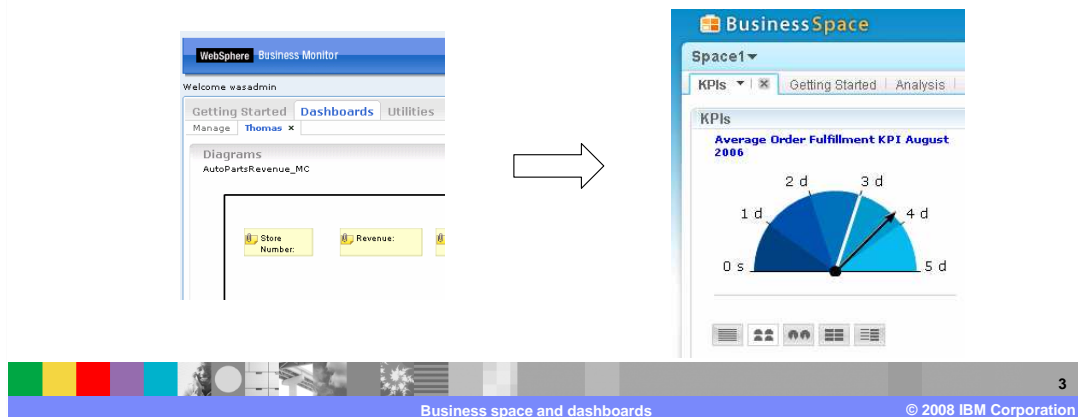 WebSphere Business Monitor
Welcome wasadmin
Getting Started Dashboards Utilities
Manage Thomas ×
Diagrams
AutoPartsRevenue_MC
Store
Number:
Revenue:
BusinessSpace
Space1
KPIs Getting Started Analysis
KPIs
Average Order Fulfillment KPI August
2006
0 s
1 d
2 d
3 d
4 d
5 d
3
Business space and dashboards
© 2008 IBM Corporation